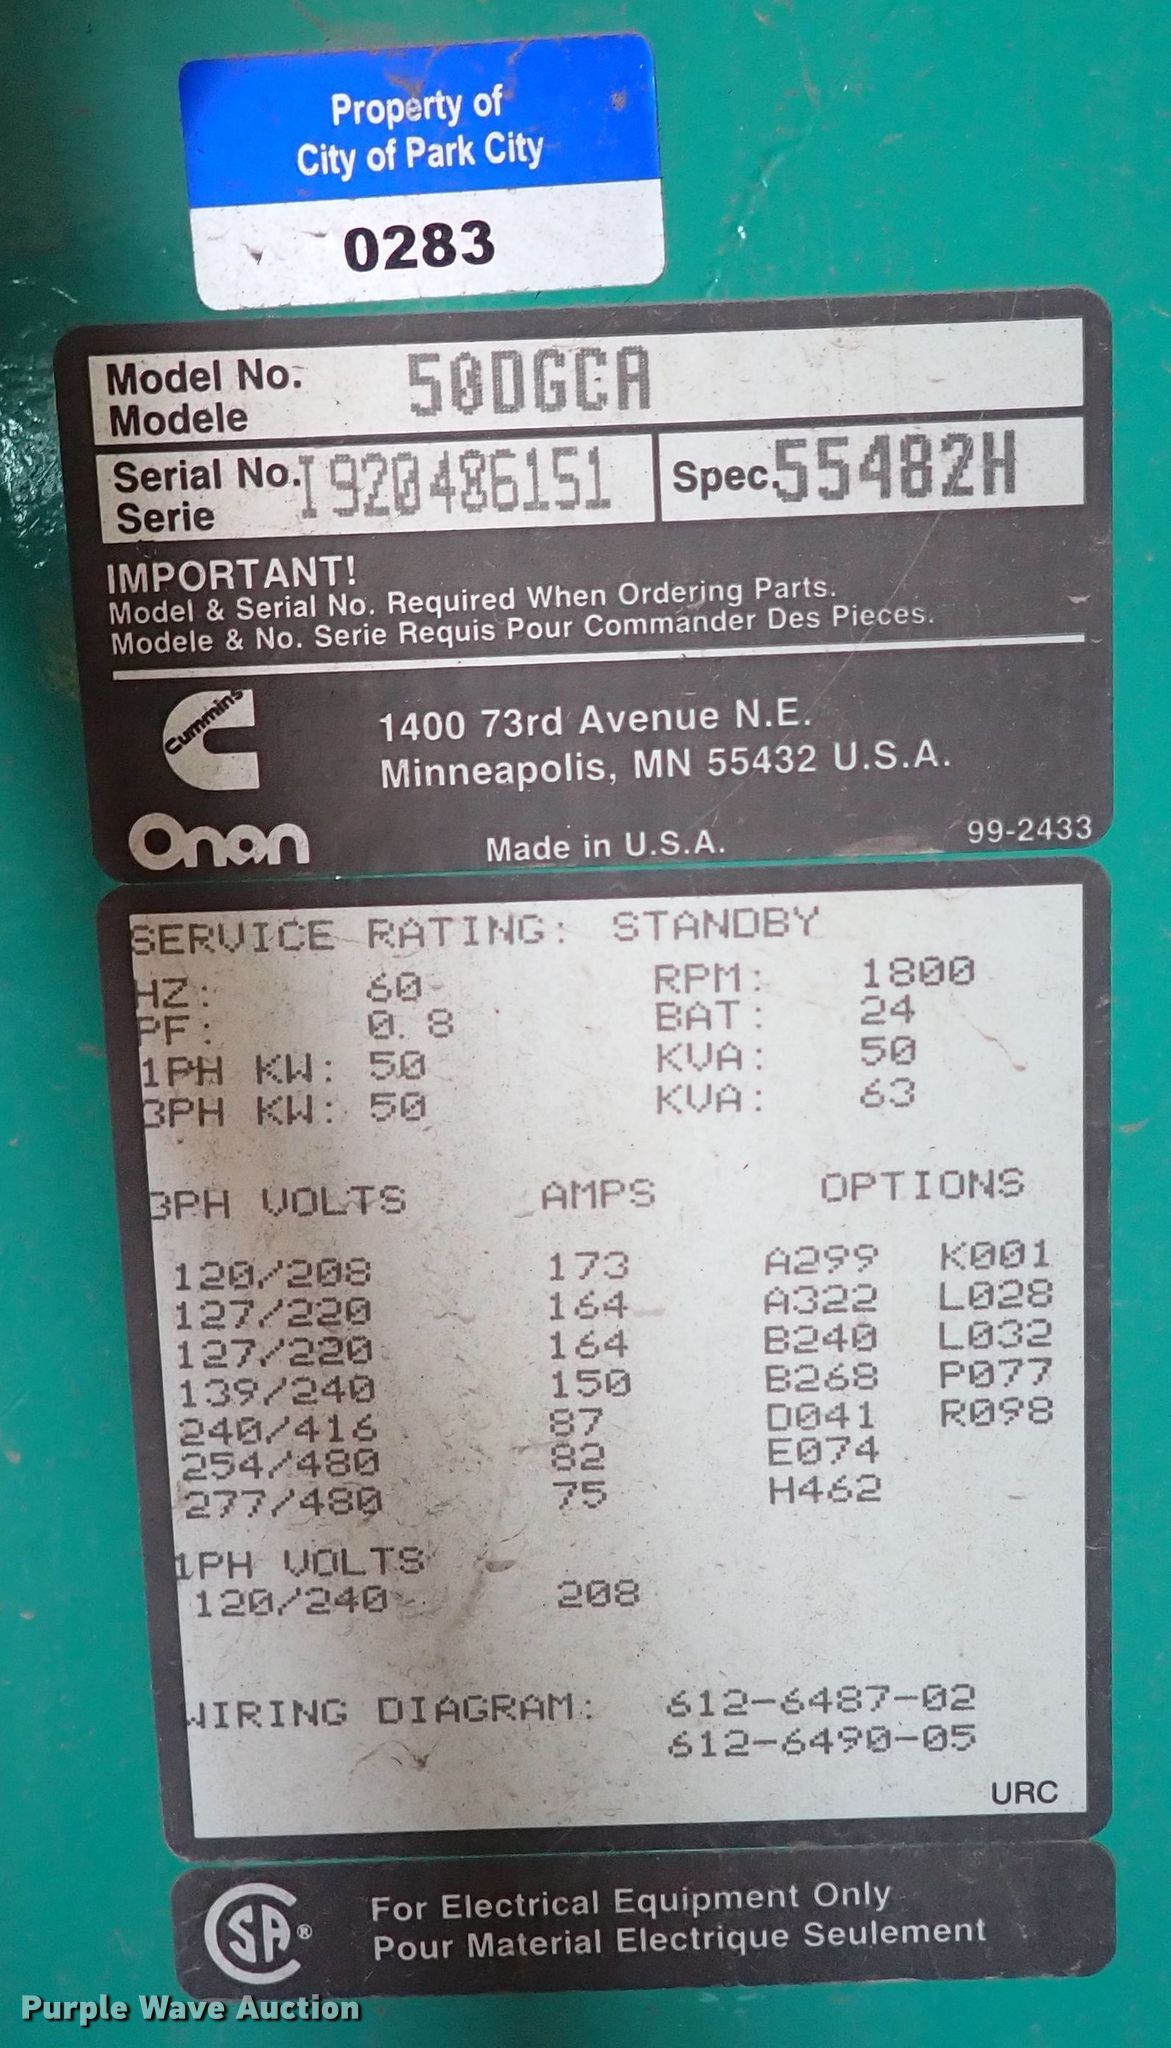 Property of
City of Park City
0283
Model No. 50DGCA
Modele
Serial No. I920486151 Spec. 55482H
Serie
IMPORTANT!
Model & Serial No. Required When Ordering Parts.
Modele & No. Serie Requis Pour Commander Des Pieces.
Cummins
1400 73rd Avenue N.E.
Minneapolis, MN 55432 U.S.A.
Onan Made in U.S.A. 99-2433
SERVICE RATING: STANDBY
HZ: 60 RPM: 1800
PF: 0.8 BAT: 24
1PH KW: 50 KVA: 50
3PH KW: 50 KVA: 63
3PH VOLTS AMPS OPTIONS
120/208 173 A299 K001
127/220 164 A322 L028
127/220 164 B240 L032
139/240 150 B268 P077
240/416 87 D041 R098
254/480 82 E074
277/480 75 H462
1PH VOLTS
120/240 208
WIRING DIAGRAM: 612-6487-02
612-6490-05
URC
SA® For Electrical Equipment Only
Pour Material Electrique Seulement
Purple Wave Auction